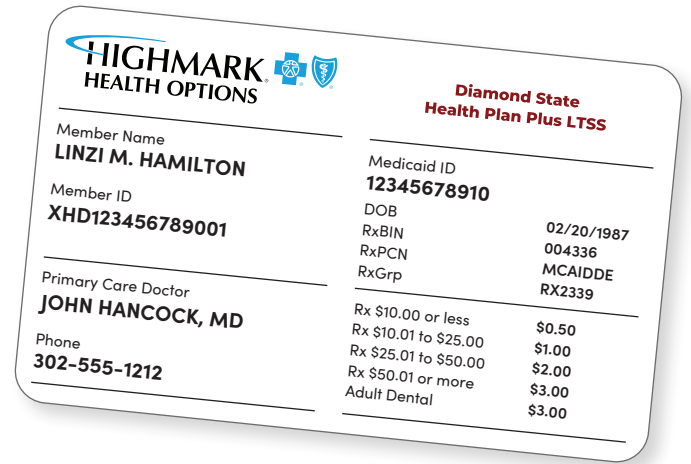 HIGHMARK
HEALTH OPTIONS
Diamond State
Health Plan Plus LTSS
Member Name
LINZI M. HAMILTON
Member ID
XHD123456789001
Primary Care Doctor
JOHN HANCOCK, MD
Phone
302-555-1212
Medicaid ID
12345678910
DOB 02/20/1987
RxBIN 004336
RxPCN MCAIDDE
RxGrp RX2339
Rx $10.00 or less $0.50
Rx $10.01 to $25.00 $1.00
Rx $25.01 to $50.00 $2.00
Rx $50.01 or more $3.00
Adult Dental $3.00